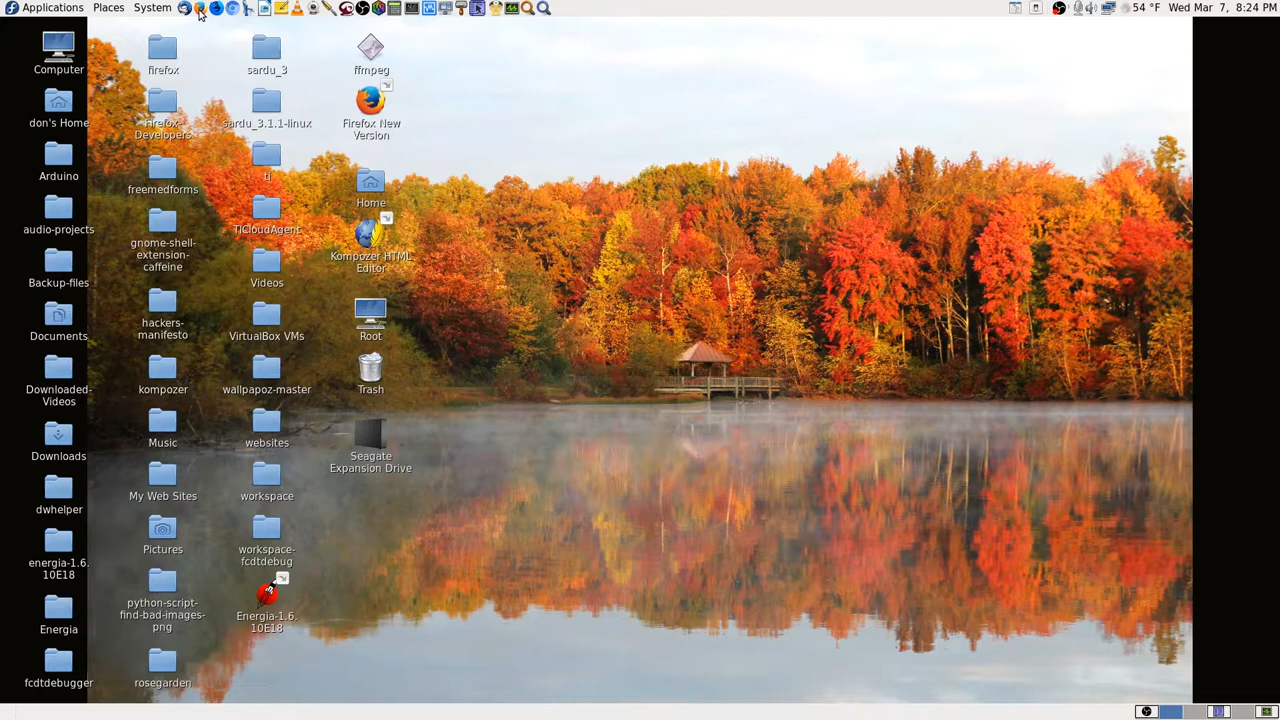 Applications Places System
54 °F Wed Mar 7, 8:24 PM
Computer
don's Home
Arduino
audio-projects
Backup-files
Documents
Downloaded-
Videos
Downloads
dwhelper
energia-1.6.
10E18
Energia
fcdtdebugger
firefox
Firefox-
Developers
freemedforms
gnome-shell-
extension-
caffeine
hackers-
manifesto
kompozer
Music
My Web Sites
Pictures
python-script-
find-bad-images-
png
rosegarden
sardu_3
sardu_3.1.1-linux
ti
TICloudAgent
Videos
VirtualBox VMs
wallpapoz-master
websites
workspace
workspace-
fcdtdebug
Energia-1.6.
10E18
ffmpeg
Firefox New
Version
Home
Kompozer HTML
Editor
Root
Trash
Seagate
Expansion Drive